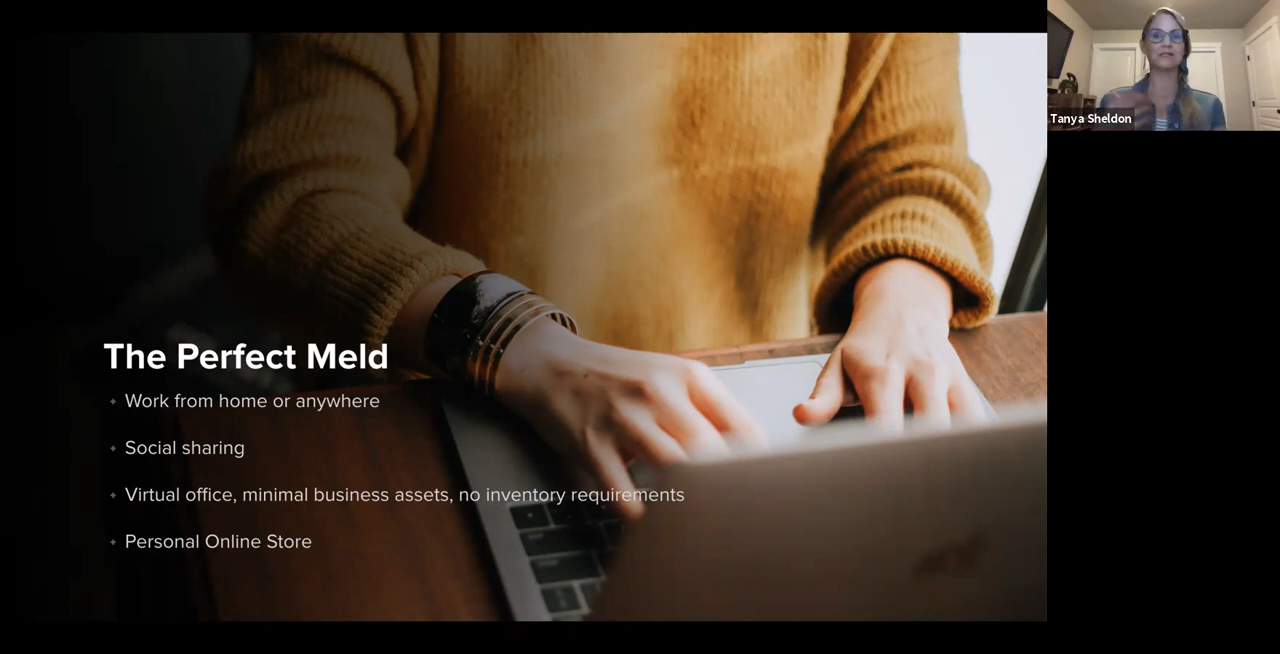 Tanya Sheldon
The Perfect Meld
Work from home or anywhere
Social sharing
Virtual office, minimal business assets, no inventory requirements
Personal Online Store